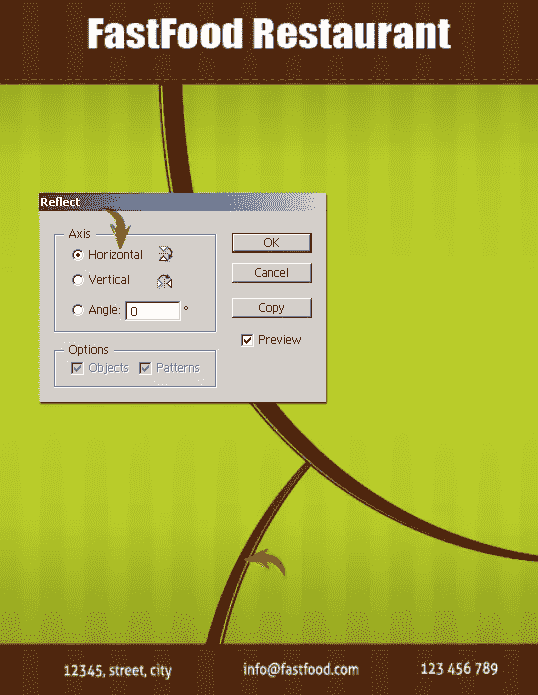 FastFood Restaurant
Reflect
Axis
Horizontal
Vertical
Angle: 0 °
Options
Objects Patterns
OK
Cancel
Copy
Preview
12345, street, city info@fastfood.com 123 456 789